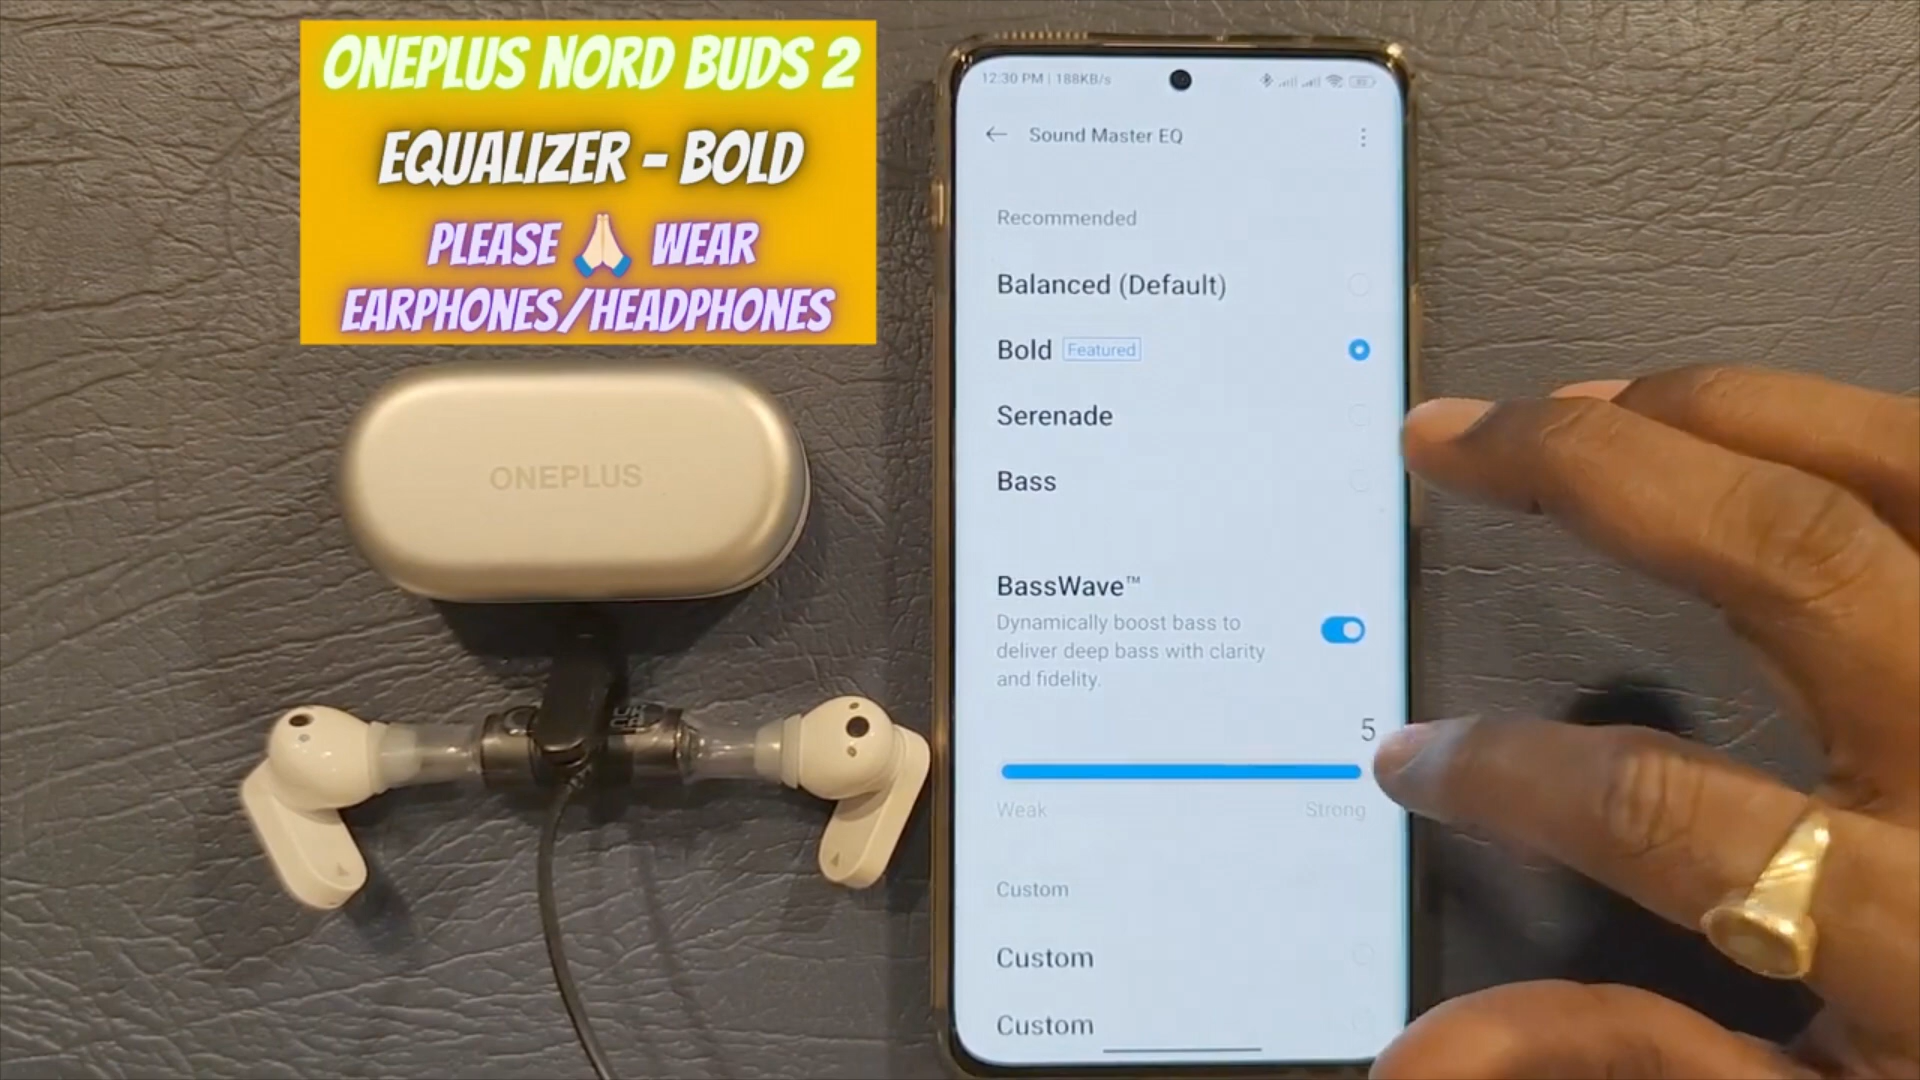 ONEPLUS NORD BUDS 2
EQUALIZER - BOLD
PLEASE 🙏🏻 WEAR
EARPHONES/HEADPHONES
ONEPLUS
12:30 PM | 188KB/s
Sound Master EQ
Recommended
Balanced (Default)
Bold Featured
Serenade
Bass
BassWave™
Dynamically boost bass to
deliver deep bass with clarity
and fidelity.
5
Weak Strong
Custom
Custom
Custom